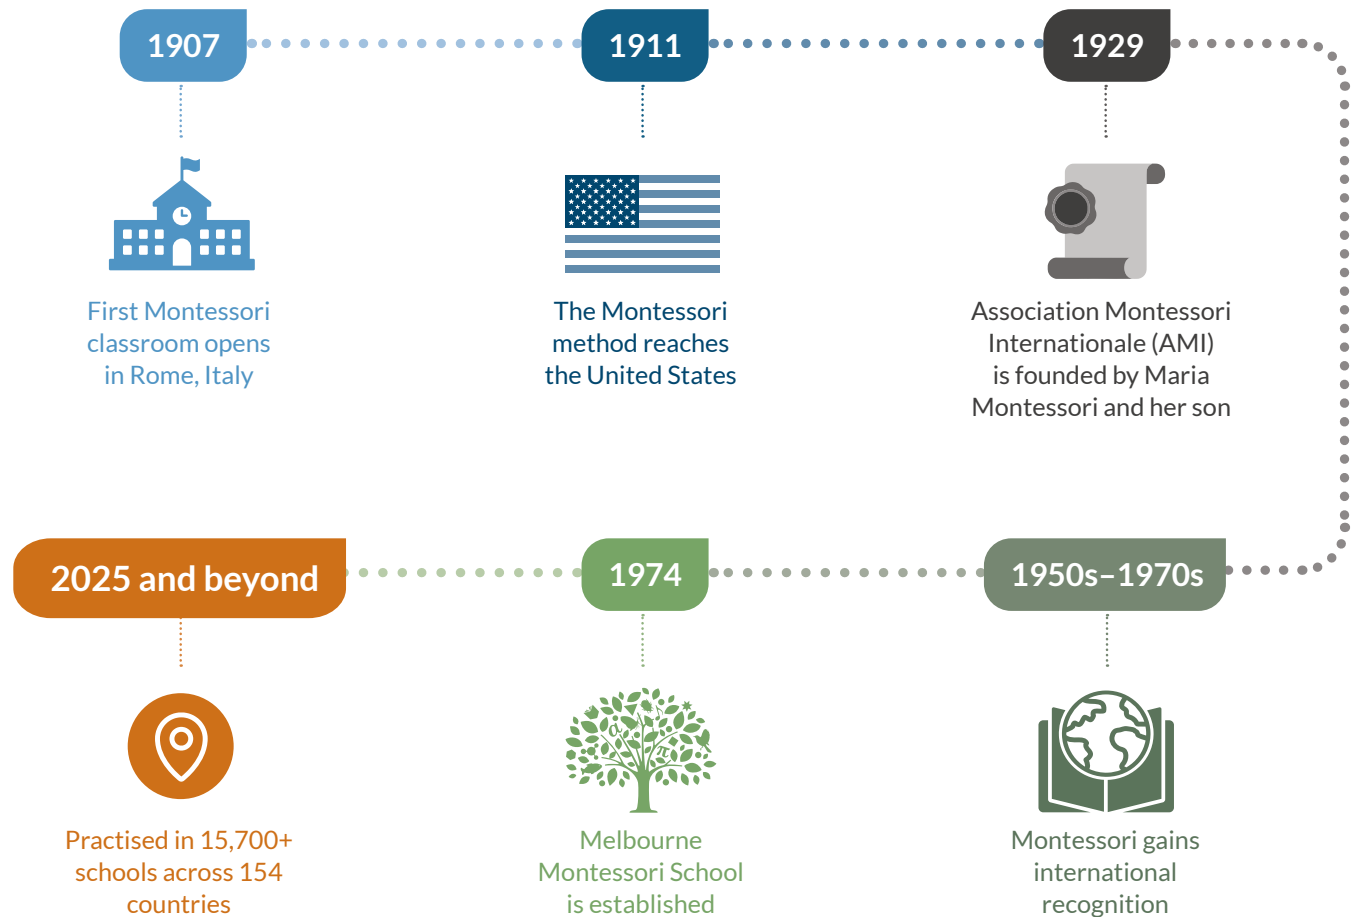 1907
First Montessori
classroom opens
in Rome, Italy
1911
The Montessori
method reaches
the United States
1929
Association Montessori
Internationale (AMI)
is founded by Maria
Montessori and her son
1950s–1970s
Montessori gains
international
recognition
1974
a
π
Melbourne
Montessori School
is established
2025 and beyond
Practised in 15,700+
schools across 154
countries